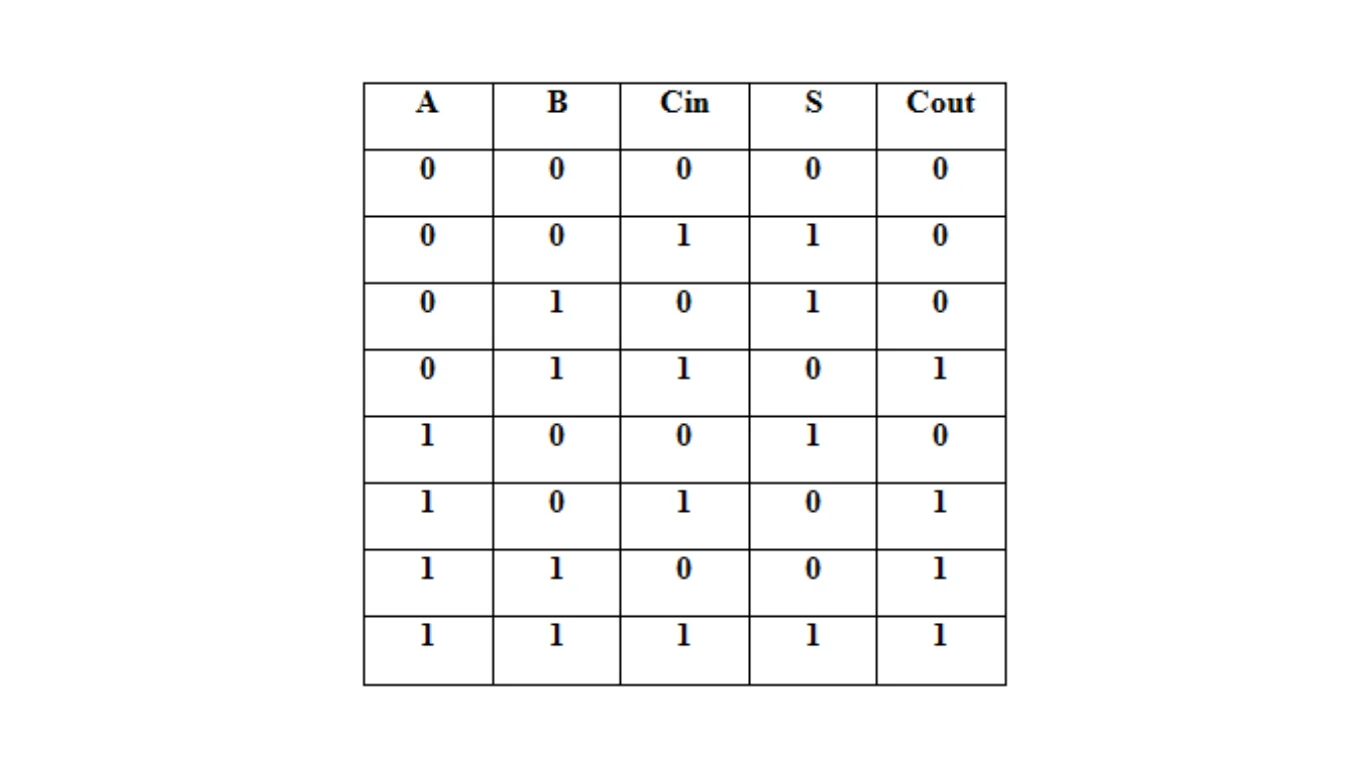 A B Cin S Cout
0 0 0 0 0
0 0 1 1 0
0 1 0 1 0
0 1 1 0 1
1 0 0 1 0
1 0 1 0 1
1 1 0 0 1
1 1 1 1 1